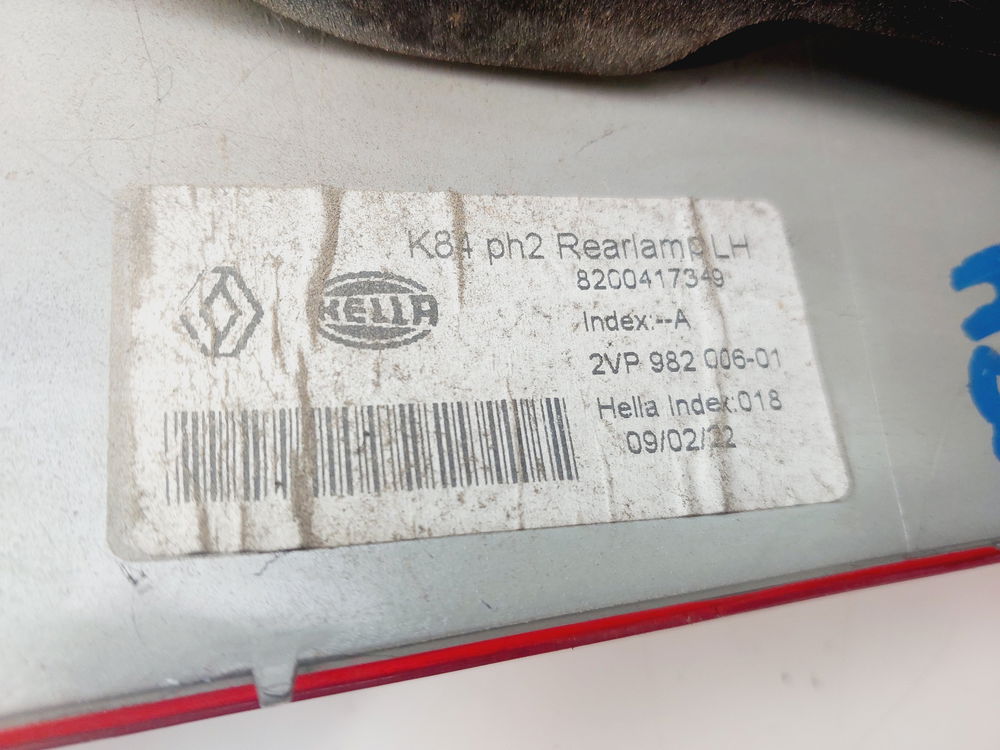 K84 ph2 Rearlamp LH
8200417349
HELLA
Index:--A
2VP 982 006-01
Hella Index:018
09/02/22